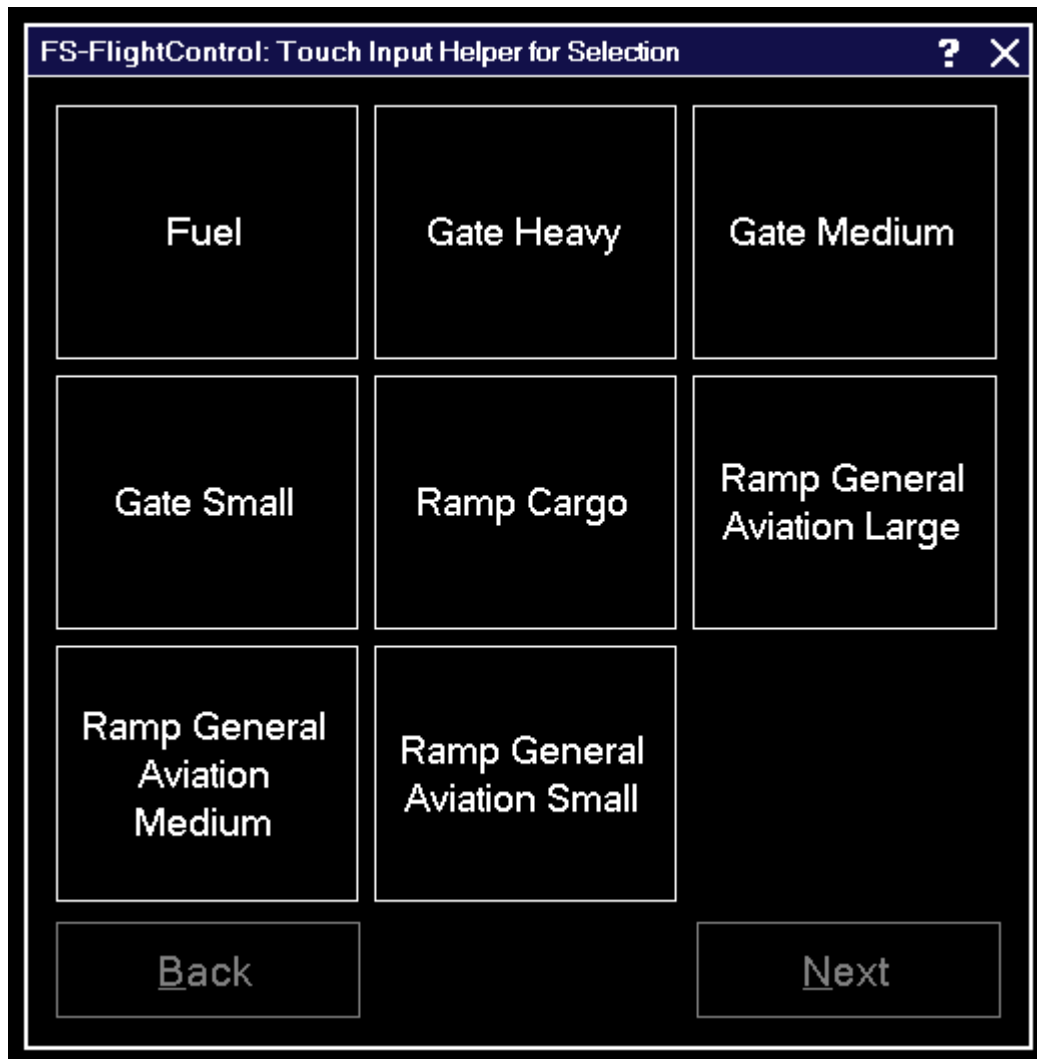 FS-FlightControl: Touch Input Helper for Selection ? X
Fuel
Gate Heavy
Gate Medium
Gate Small
Ramp Cargo
Ramp General
Aviation Large
Ramp General
Aviation
Medium
Ramp General
Aviation Small
Back
Next